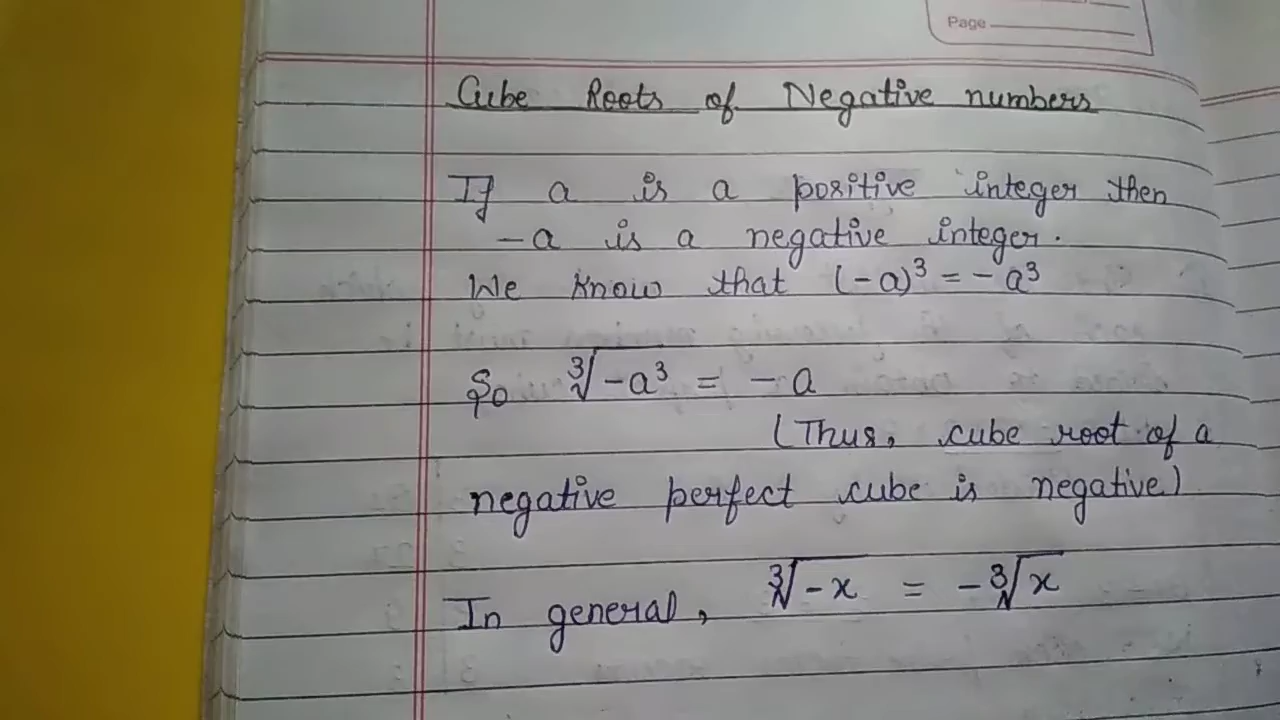 Page
Cube Roots of Negative numbers
If a is a positive integer then
-a is a negative integer.
We know that (-a)³ = -a³
So ∛-a³ = -a
(Thus, cube root of a
negative perfect cube is negative)
In general, ∛-x = -∛x